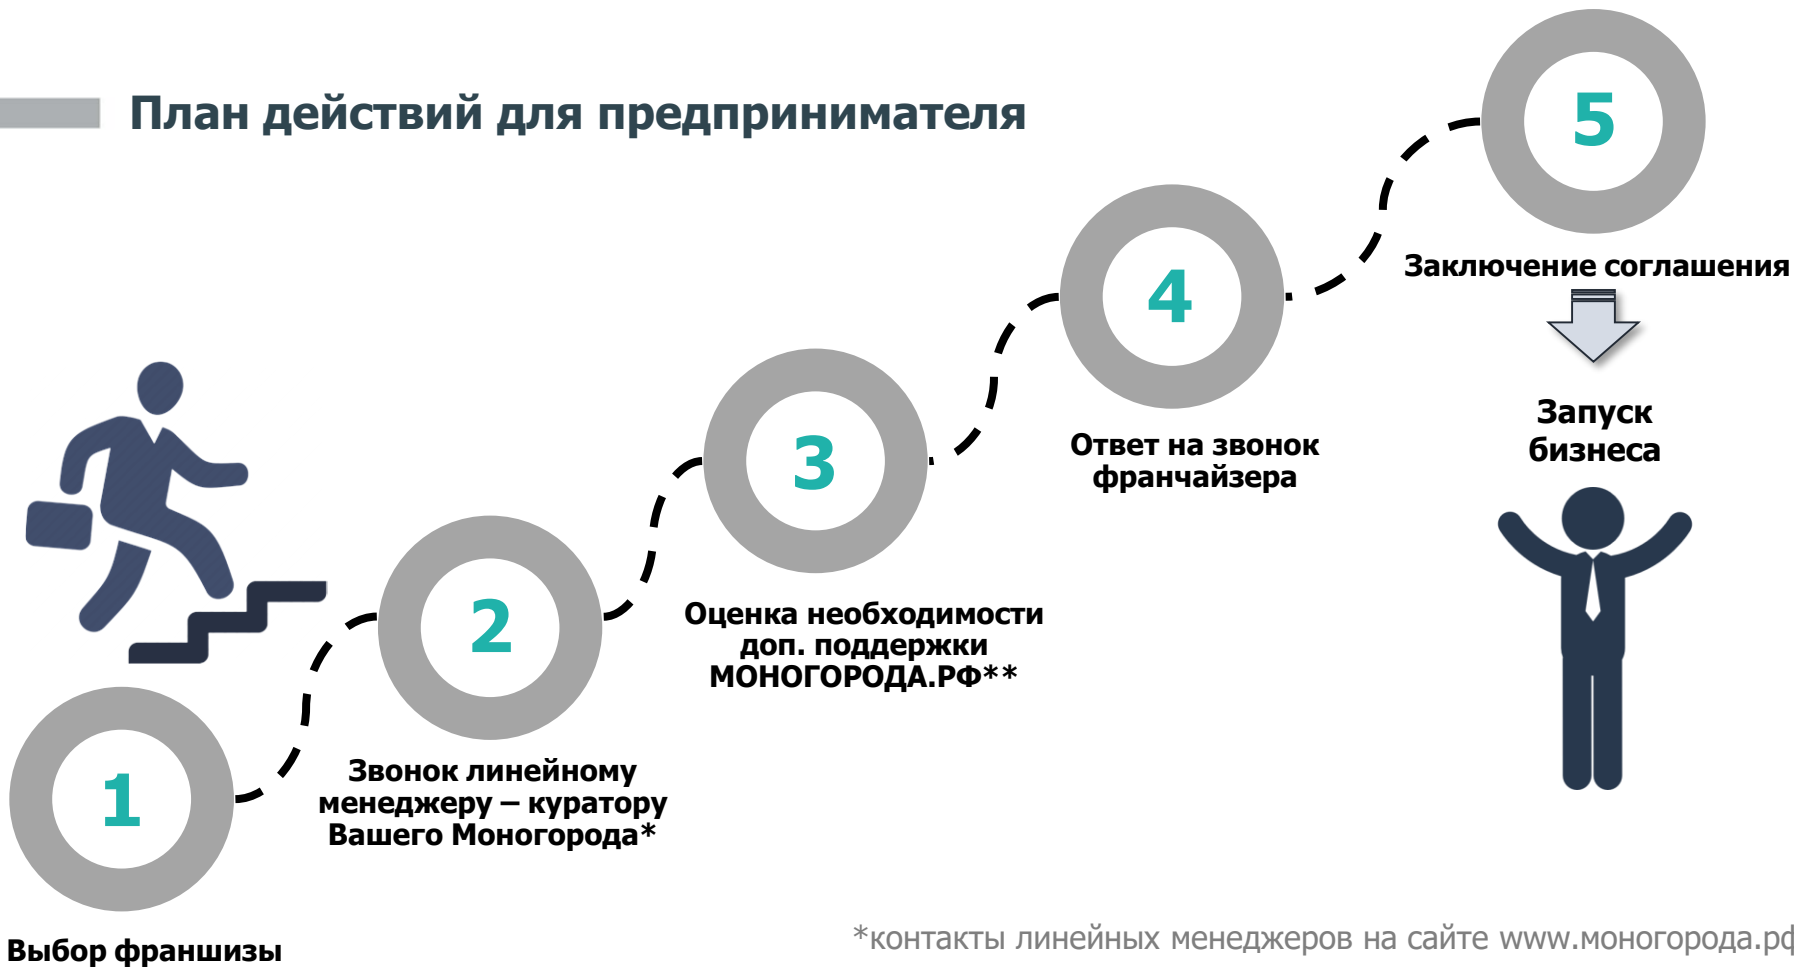 План действий для предпринимателя
1
Выбор франшизы
2
Звонок линейному
менеджеру – куратору
Вашего Моногорода*
3
Оценка необходимости
доп. поддержки
МОНОГОРОДА.РФ**
4
Ответ на звонок
франчайзера
5
Заключение соглашения
Запуск
бизнеса
*контакты линейных менеджеров на сайте www.моногорода.рф